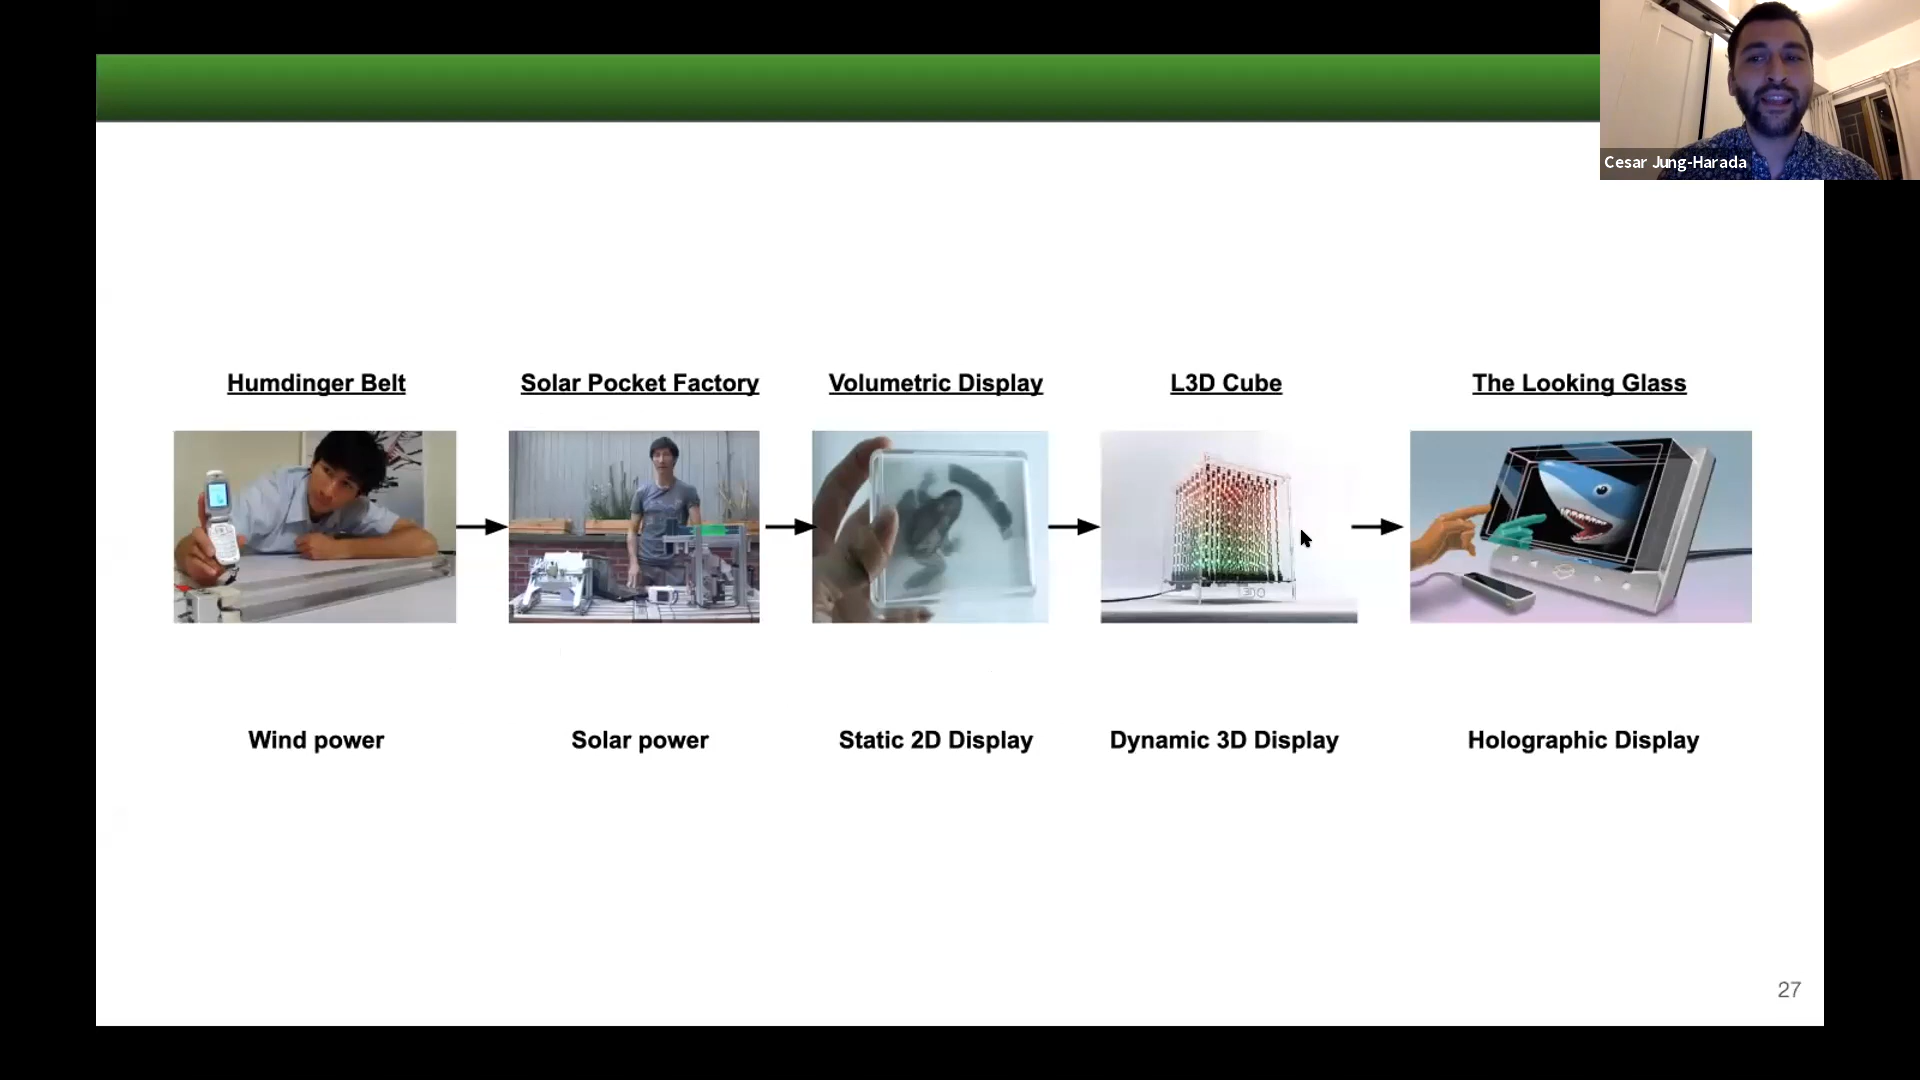 Cesar Jung-Harada
Humdinger Belt
Solar Pocket Factory
Volumetric Display
L3D Cube
The Looking Glass
Wind power
Solar power
Static 2D Display
Dynamic 3D Display
Holographic Display
27